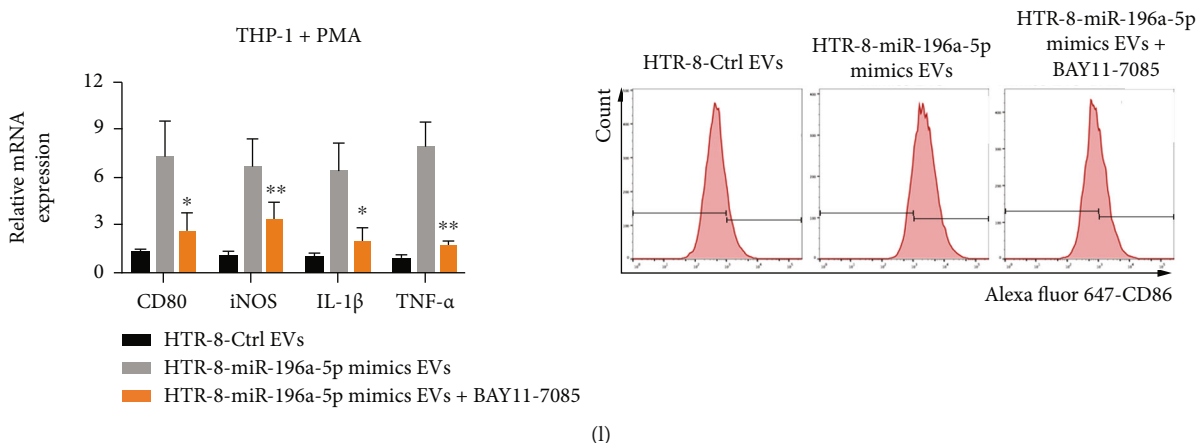 THP-1 + PMA
Relative mRNA
expression
12
9
6
3
0
*
**
*
**
CD80
iNOS
IL-1β
TNF-α
HTR-8-Ctrl EVs
HTR-8-miR-196a-5p mimics EVs
HTR-8-miR-196a-5p mimics EVs + BAY11-7085
HTR-8-Ctrl EVs
HTR-8-miR-196a-5p
mimics EVs
HTR-8-miR-196a-5p
mimics EVs +
BAY11-7085
Count
Alexa fluor 647-CD86
(l)